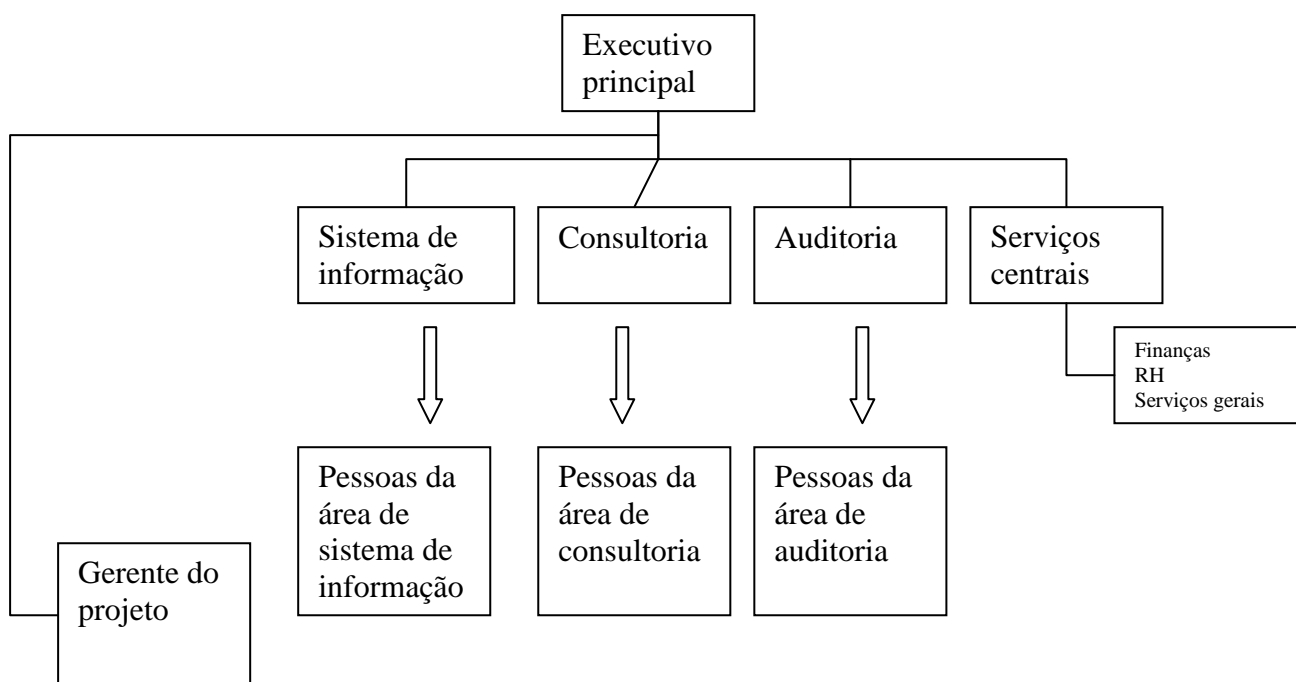 Executivo
principal
Sistema de
informação
Consultoria
Auditoria
Serviços
centrais
Finanças
RH
Serviços gerais
Pessoas da
área de
sistema de
informação
Pessoas da
área de
consultoria
Pessoas da
área de
auditoria
Gerente do
projeto